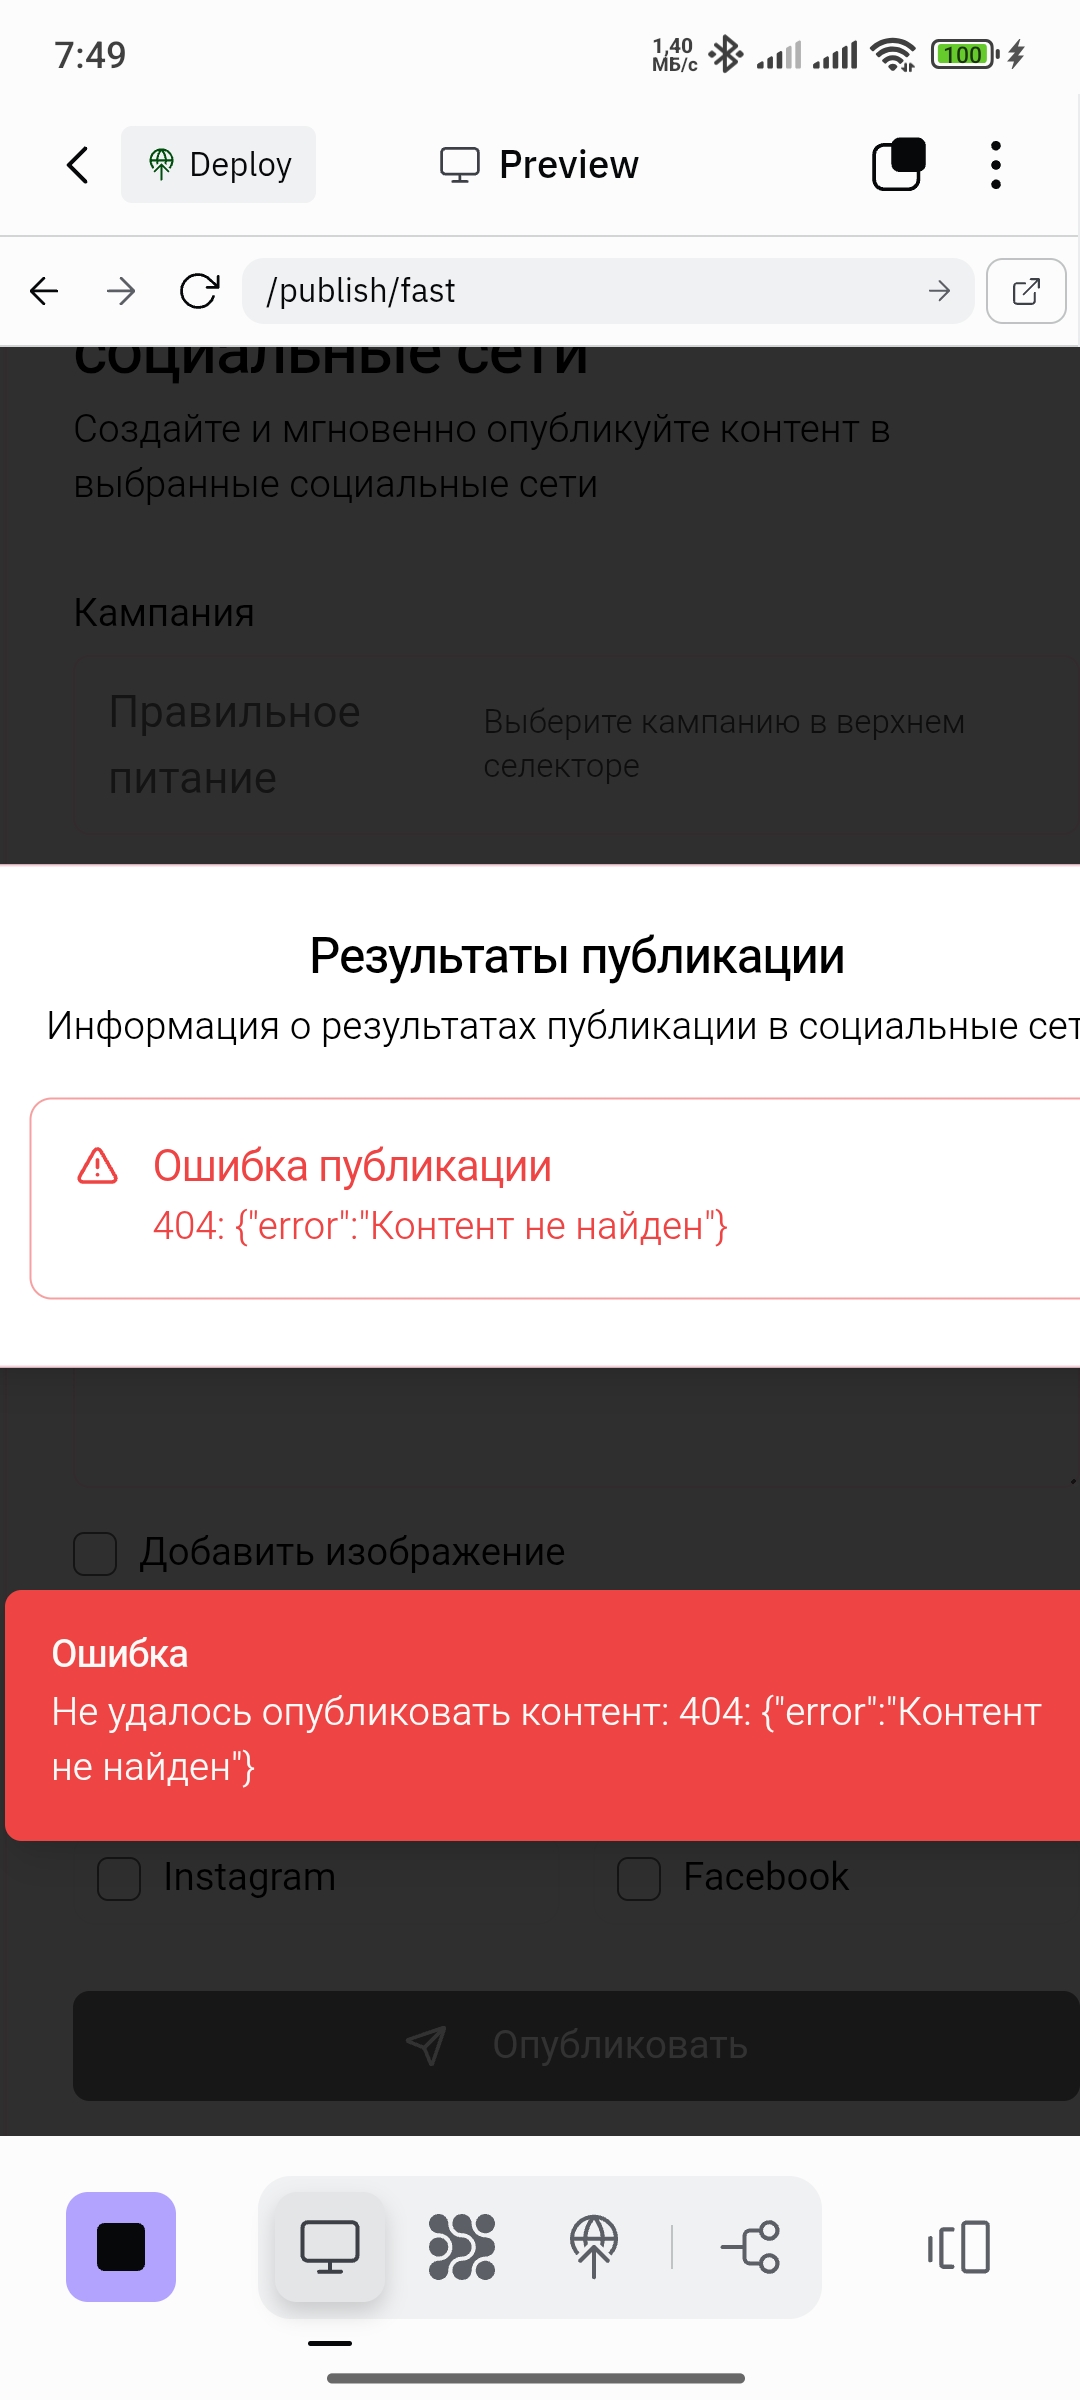 7:49
1,40
МБ/с
100
Deploy
Preview
/publish/fast
социальные сети
Создайте и мгновенно опубликуйте контент в
выбранные социальные сети
Кампания
Правильное
питание
Выберите кампанию в верхнем
селекторе
Результаты публикации
Информация о результатах публикации в социальные сет
Ошибка публикации
404: {"error":"Контент не найден"}
Добавить изображение
Ошибка
Не удалось опубликовать контент: 404: {"error":"Контент
не найден"}
Instagram
Facebook
Опубликовать